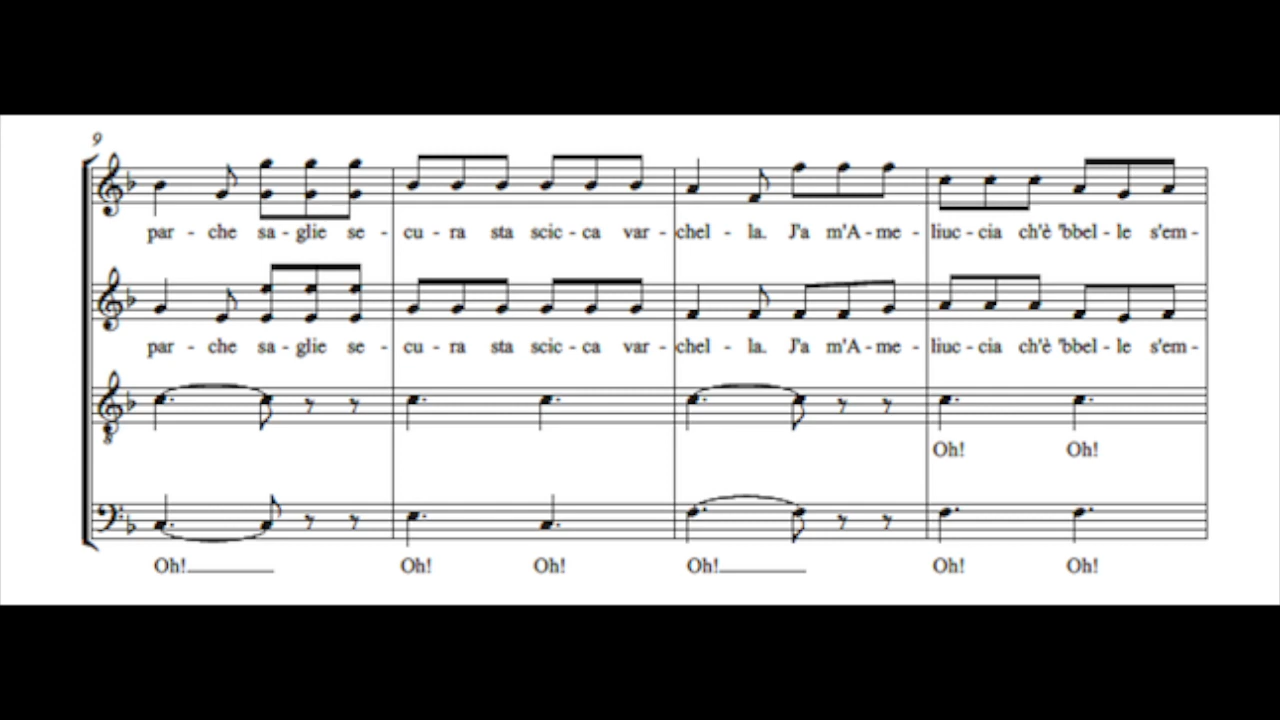 9
par - che sa - glie se - cu - ra sta scic - ca var - chel - la. J'a m'A - me - liuc - cia ch'è 'bbel - le s'em -
par - che sa - glie se - cu - ra sta scic - ca var - chel - la. J'a m'A - me - liuc - cia ch'è 'bbel - le s'em -
8
Oh! Oh!
Oh! Oh! Oh! Oh! Oh! Oh!